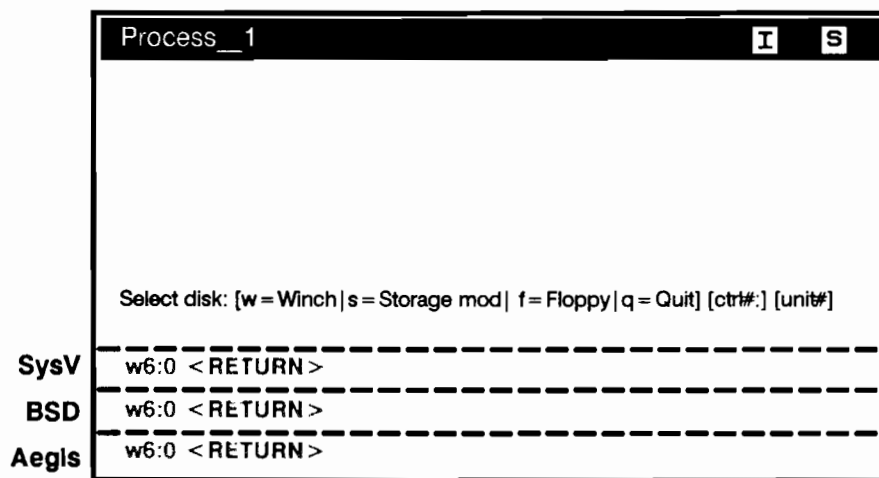 Process__1 I S
Select disk: [w=Winch|s=Storage mod| f=Floppy|q=Quit] [ctrl#:] [unit#]
SysV w6:0 <RETURN>
BSD w6:0 <RETURN>
Aegis w6:0 <RETURN>